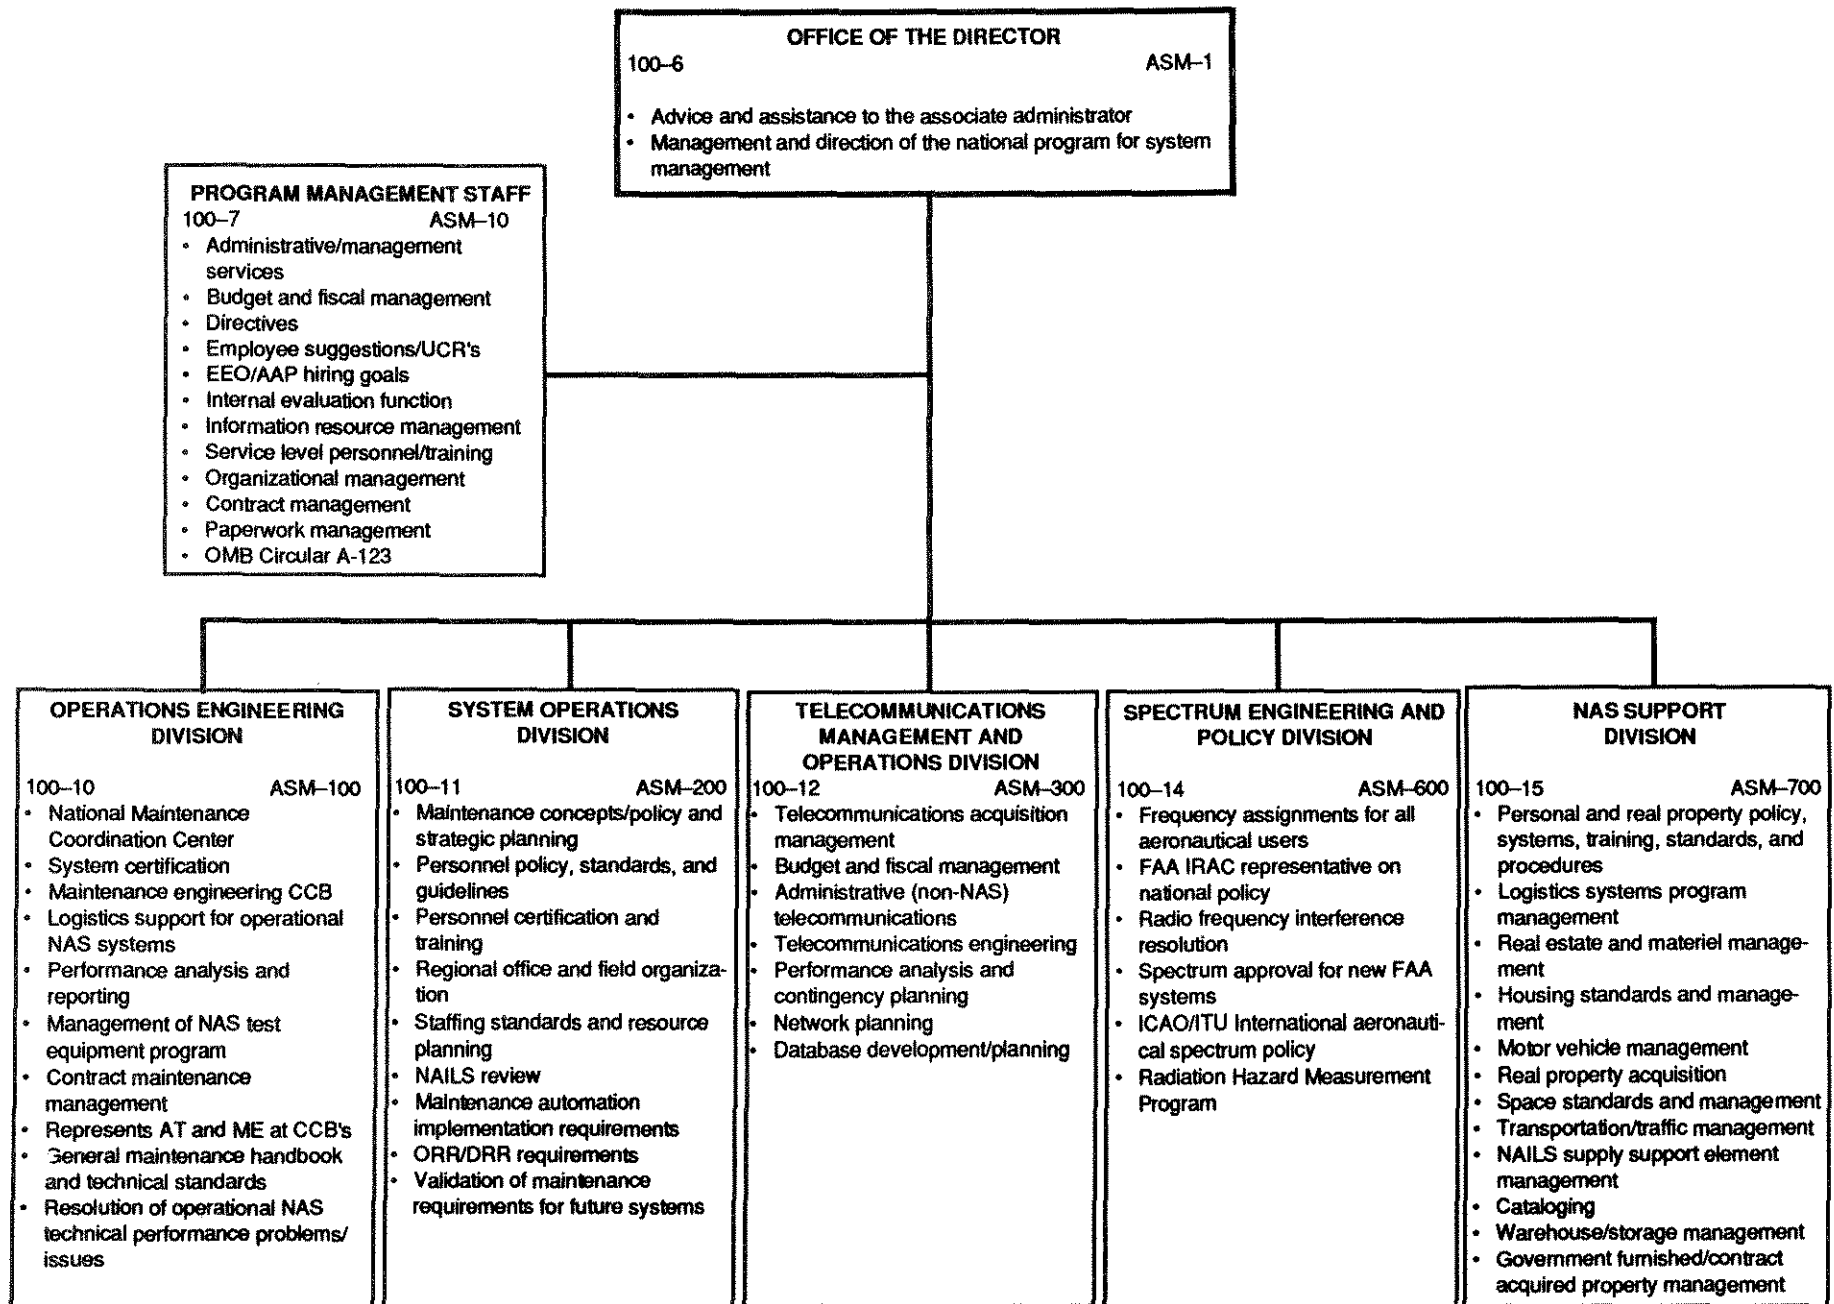 OFFICE OF THE DIRECTOR
100–6 ASM–1
• Advice and assistance to the associate administrator
• Management and direction of the national program for system
management
PROGRAM MANAGEMENT STAFF
100–7 ASM–10
• Administrative/management
services
• Budget and fiscal management
• Directives
• Employee suggestions/UCR's
• EEO/AAP hiring goals
• Internal evaluation function
• Information resource management
• Service level personnel/training
• Organizational management
• Contract management
• Paperwork management
• OMB Circular A-123
OPERATIONS ENGINEERING
DIVISION
100–10 ASM–100
• National Maintenance
Coordination Center
• System certification
• Maintenance engineering CCB
• Logistics support for operational
NAS systems
• Performance analysis and
reporting
• Management of NAS test
equipment program
• Contract maintenance
management
• Represents AT and ME at CCB's
• General maintenance handbook
and technical standards
• Resolution of operational NAS
technical performance problems/
issues
SYSTEM OPERATIONS
DIVISION
100–11 ASM–200
• Maintenance concepts/policy and
strategic planning
• Personnel policy, standards, and
guidelines
• Personnel certification and
training
• Regional office and field organiza-
tion
• Staffing standards and resource
planning
• NAILS review
• Maintenance automation
implementation requirements
• ORR/DRR requirements
• Validation of maintenance
requirements for future systems
TELECOMMUNICATIONS
MANAGEMENT AND
OPERATIONS DIVISION
100–12 ASM–300
• Telecommunications acquisition
management
• Budget and fiscal management
• Administrative (non-NAS)
telecommunications
• Telecommunications engineering
• Performance analysis and
contingency planning
• Network planning
• Database development/planning
SPECTRUM ENGINEERING AND
POLICY DIVISION
100–14 ASM–600
• Frequency assignments for all
aeronautical users
• FAA IRAC representative on
national policy
• Radio frequency interference
resolution
• Spectrum approval for new FAA
systems
• ICAO/ITU International aeronauti-
cal spectrum policy
• Radiation Hazard Measurement
Program
NAS SUPPORT
DIVISION
100–15 ASM–700
• Personal and real property policy,
systems, training, standards, and
procedures
• Logistics systems program
management
• Real estate and materiel manage-
ment
• Housing standards and manage-
ment
• Motor vehicle management
• Real property acquisition
• Space standards and management
• Transportation/traffic management
• NAILS supply support element
management
• Cataloging
• Warehouse/storage management
• Government furnished/contract
acquired property management